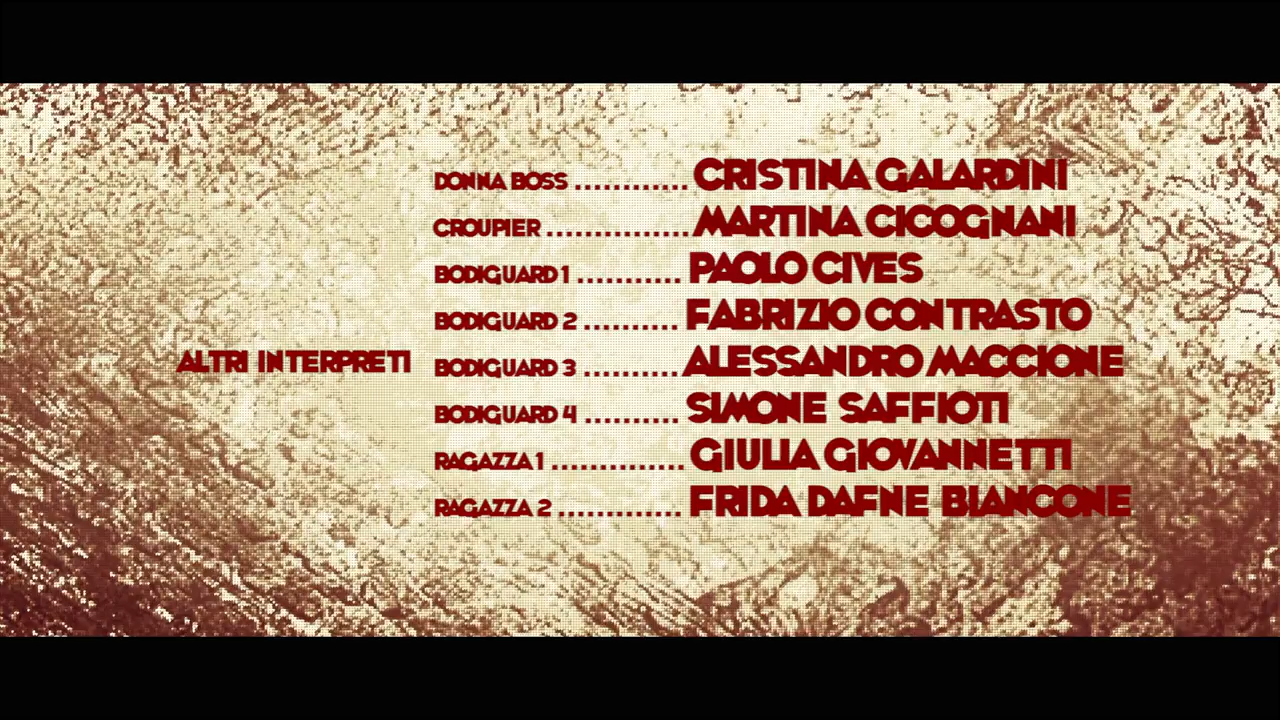 DONNA BOSS ............ CRISTINA GALARDINI
CROUPIER ............... MARTINA CICOGNANI
BODIGUARD 1 ........... PAOLO CIVES
BODIGUARD 2 .......... FABRIZIO CONTRASTO
ALTRI INTERPRETI BODIGUARD 3 .......... ALESSANDRO MACCIONE
BODIGUARD 4 .......... SIMONE SAFFIOTI
RAGAZZA 1 .............. GIULIA GIOVANNETTI
RAGAZZA 2 ............. FRIDA DAFNE BIANCONE